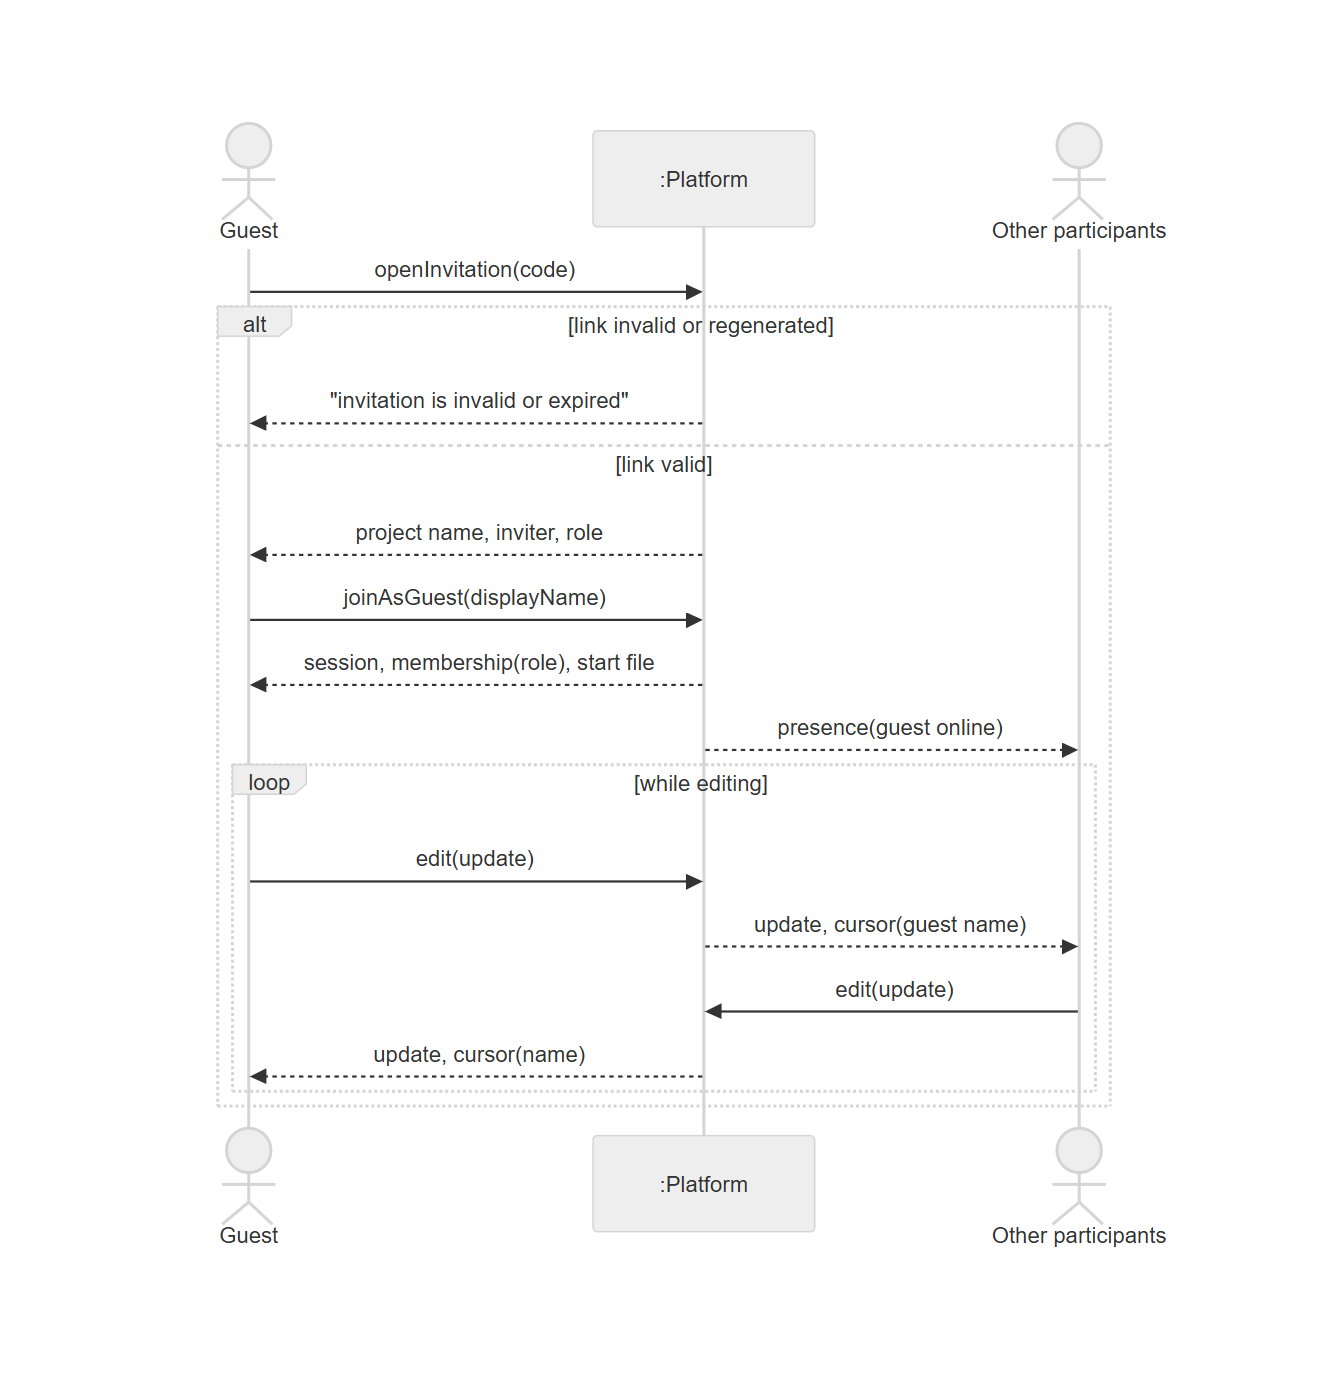 :Platform
Guest
Other participants
openInvitation(code)
alt
[link invalid or regenerated]
"invitation is invalid or expired"
[link valid]
project name, inviter, role
joinAsGuest(displayName)
session, membership(role), start file
presence(guest online)
loop
[while editing]
edit(update)
update, cursor(guest name)
edit(update)
update, cursor(name)
:Platform
Guest
Other participants